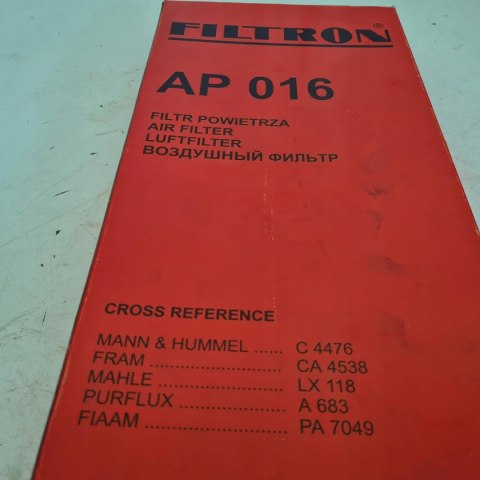 FILTRON®
AP 016
FILTR POWIETRZA
AIR FILTER
LUFTFILTER
ВОЗДУШНЫЙ ФИЛЬТР
CROSS REFERENCE
MANN & HUMMEL ...... C 4476
FRAM ........................ CA 4538
MAHLE ...................... LX 118
PURFLUX .................. A 683
FIAAM ........................ PA 7049